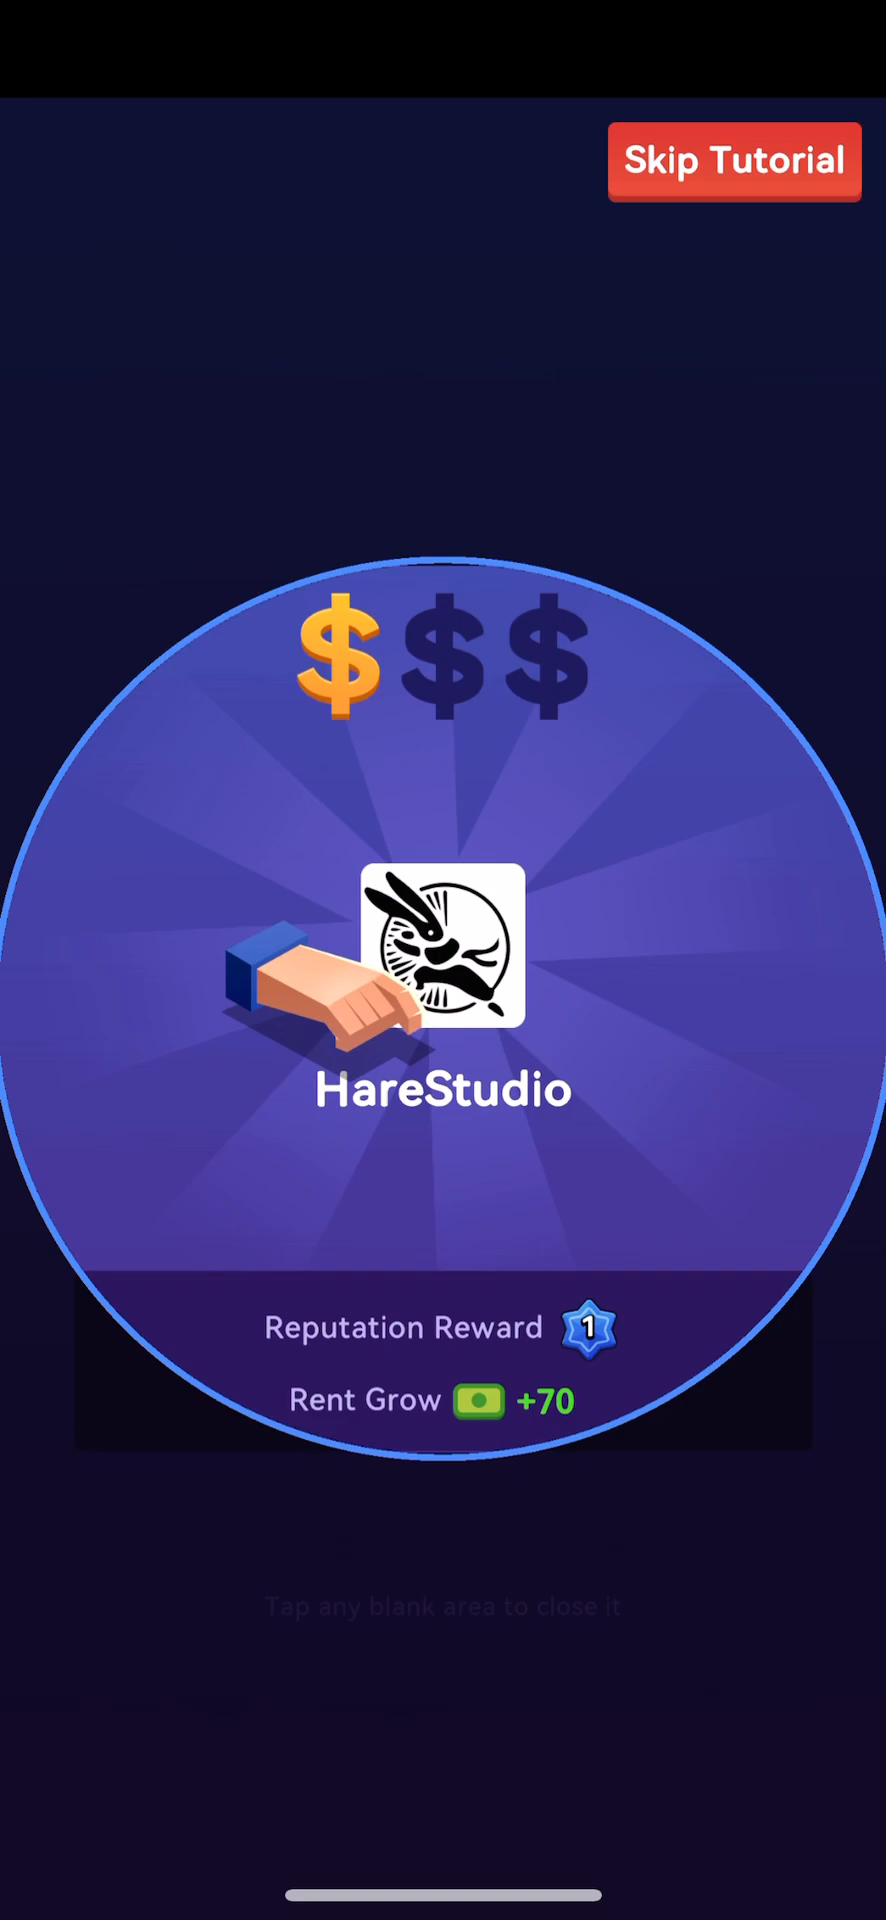 Skip Tutorial
$$$
HareStudio
Reputation Reward 1
Rent Grow +70
Tap any blank area to close it